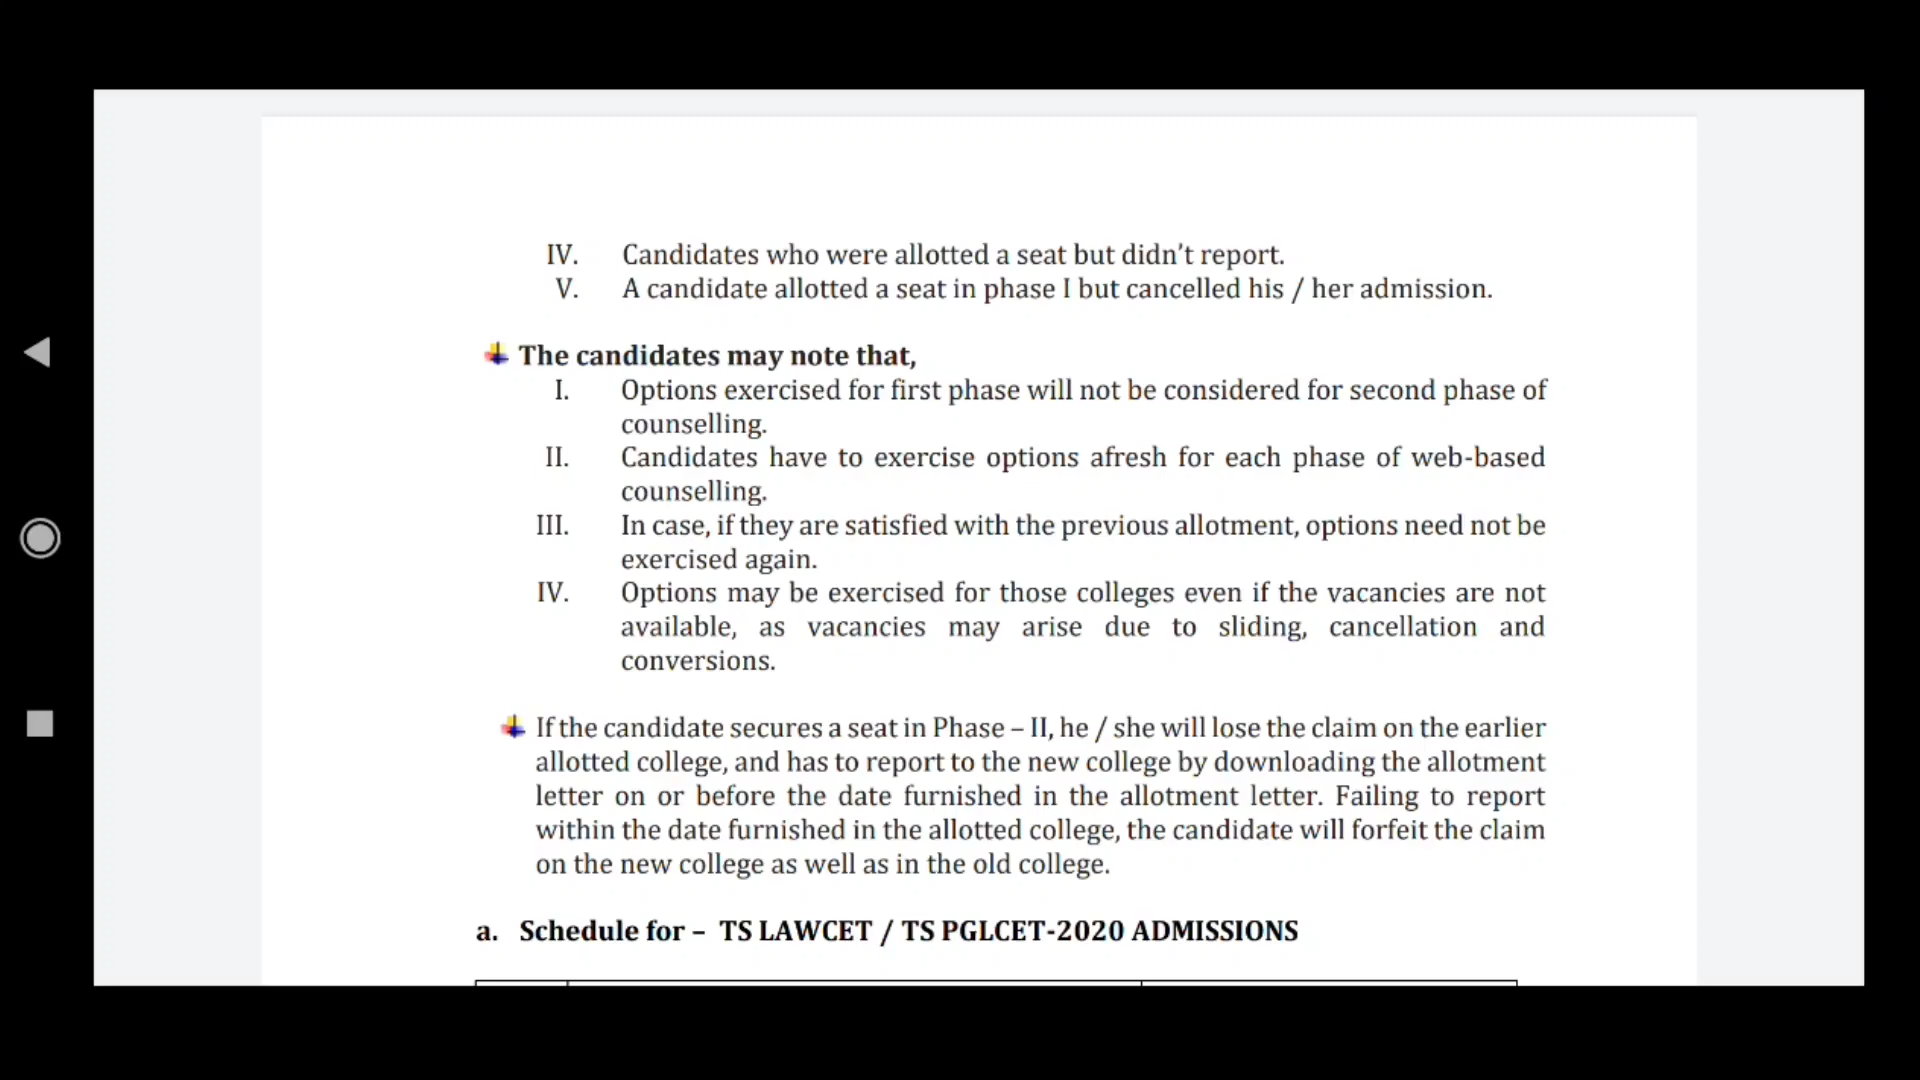 IV. Candidates who were allotted a seat but didn’t report.
V. A candidate allotted a seat in phase I but cancelled his / her admission.
The candidates may note that,
I. Options exercised for first phase will not be considered for second phase of
counselling.
II. Candidates have to exercise options afresh for each phase of web-based
counselling.
III. In case, if they are satisfied with the previous allotment, options need not be
exercised again.
IV. Options may be exercised for those colleges even if the vacancies are not
available, as vacancies may arise due to sliding, cancellation and
conversions.
If the candidate secures a seat in Phase – II, he / she will lose the claim on the earlier
allotted college, and has to report to the new college by downloading the allotment
letter on or before the date furnished in the allotment letter. Failing to report
within the date furnished in the allotted college, the candidate will forfeit the claim
on the new college as well as in the old college.
a. Schedule for – TS LAWCET / TS PGLCET-2020 ADMISSIONS